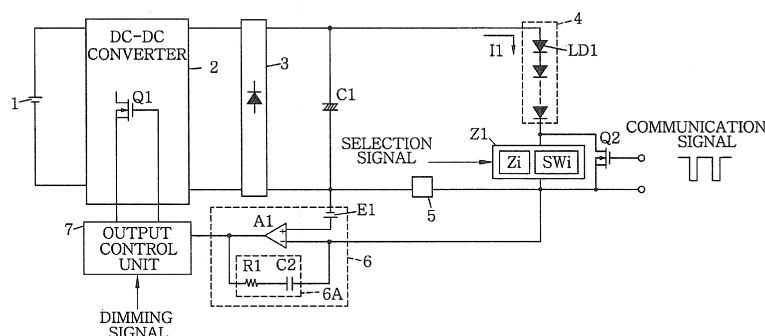 DC-DC
CONVERTER
Q1
1
2
3
C1
4
I1
LD1
Z1
Q2
COMMUNICATION
SIGNAL
SELECTION
SIGNAL
Zi
SWi
5
E1
A1
+
−
7
OUTPUT
CONTROL
UNIT
R1
C2
6
6A
DIMMING
SIGNAL